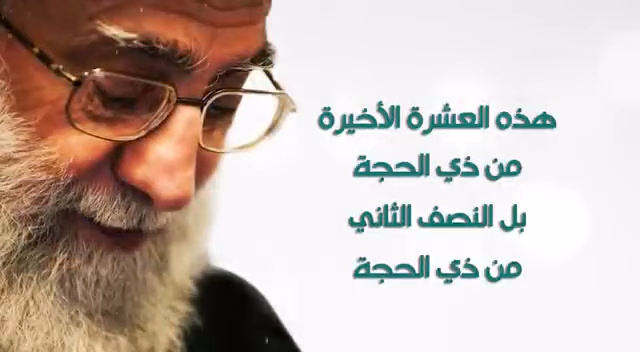 هذه العشرة الأخيرة
من ذي الحجة
بل النصف الثاني
من ذي الحجة